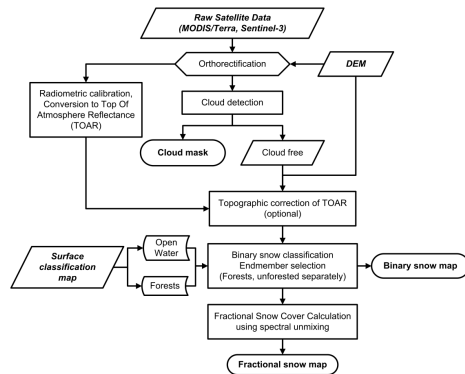 Raw Satellite Data
(MODIS/Terra, Sentinel-3)
Orthorectification
DEM
Radiometric calibration,
Conversion to Top Of
Atmosphere Reflectance
(TOAR)
Cloud detection
Cloud mask
Cloud free
Topographic correction of TOAR
(optional)
Surface
classification
map
Open
Water
Forests
Binary snow classification
Endmember selection
(Forests, unforested separately)
Binary snow map
Fractional Snow Cover Calculation
using spectral unmixing
Fractional snow map